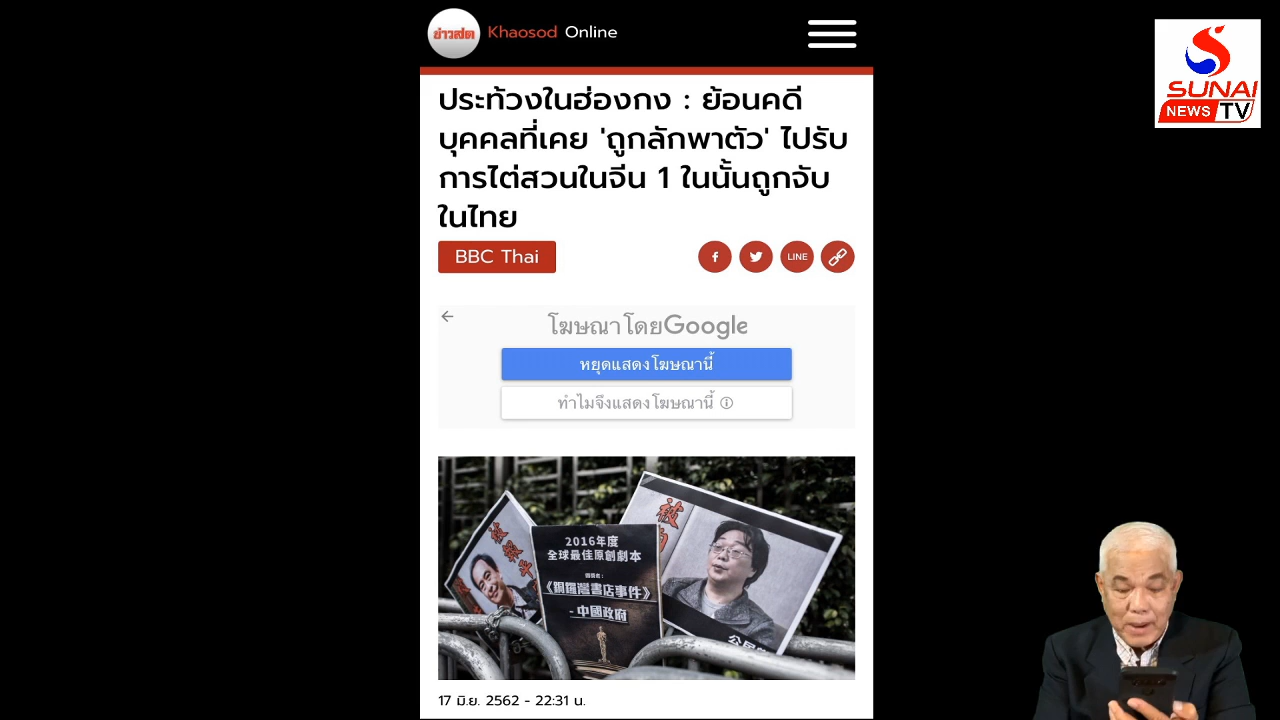 ข่าวสด Khaosod Online
SUNAI
NEWS TV
ประท้วงในฮ่องกง : ย้อนคดี
บุคคลที่เคย 'ถูกลักพาตัว' ไปรับ
การไต่สวนในจีน 1 ในนั้นถูกจับ
ในไทย
BBC Thai
LINE
โฆษณาโดยGoogle
หยุดแสดงโฆษณานี้
ทำไมจึงแสดงโฆษณานี้
2016年度
全球最佳原創劇本
《銅鑼灣書店事件》
- 中國政府
被
17 มิ.ย. 2562 - 22:31 น.